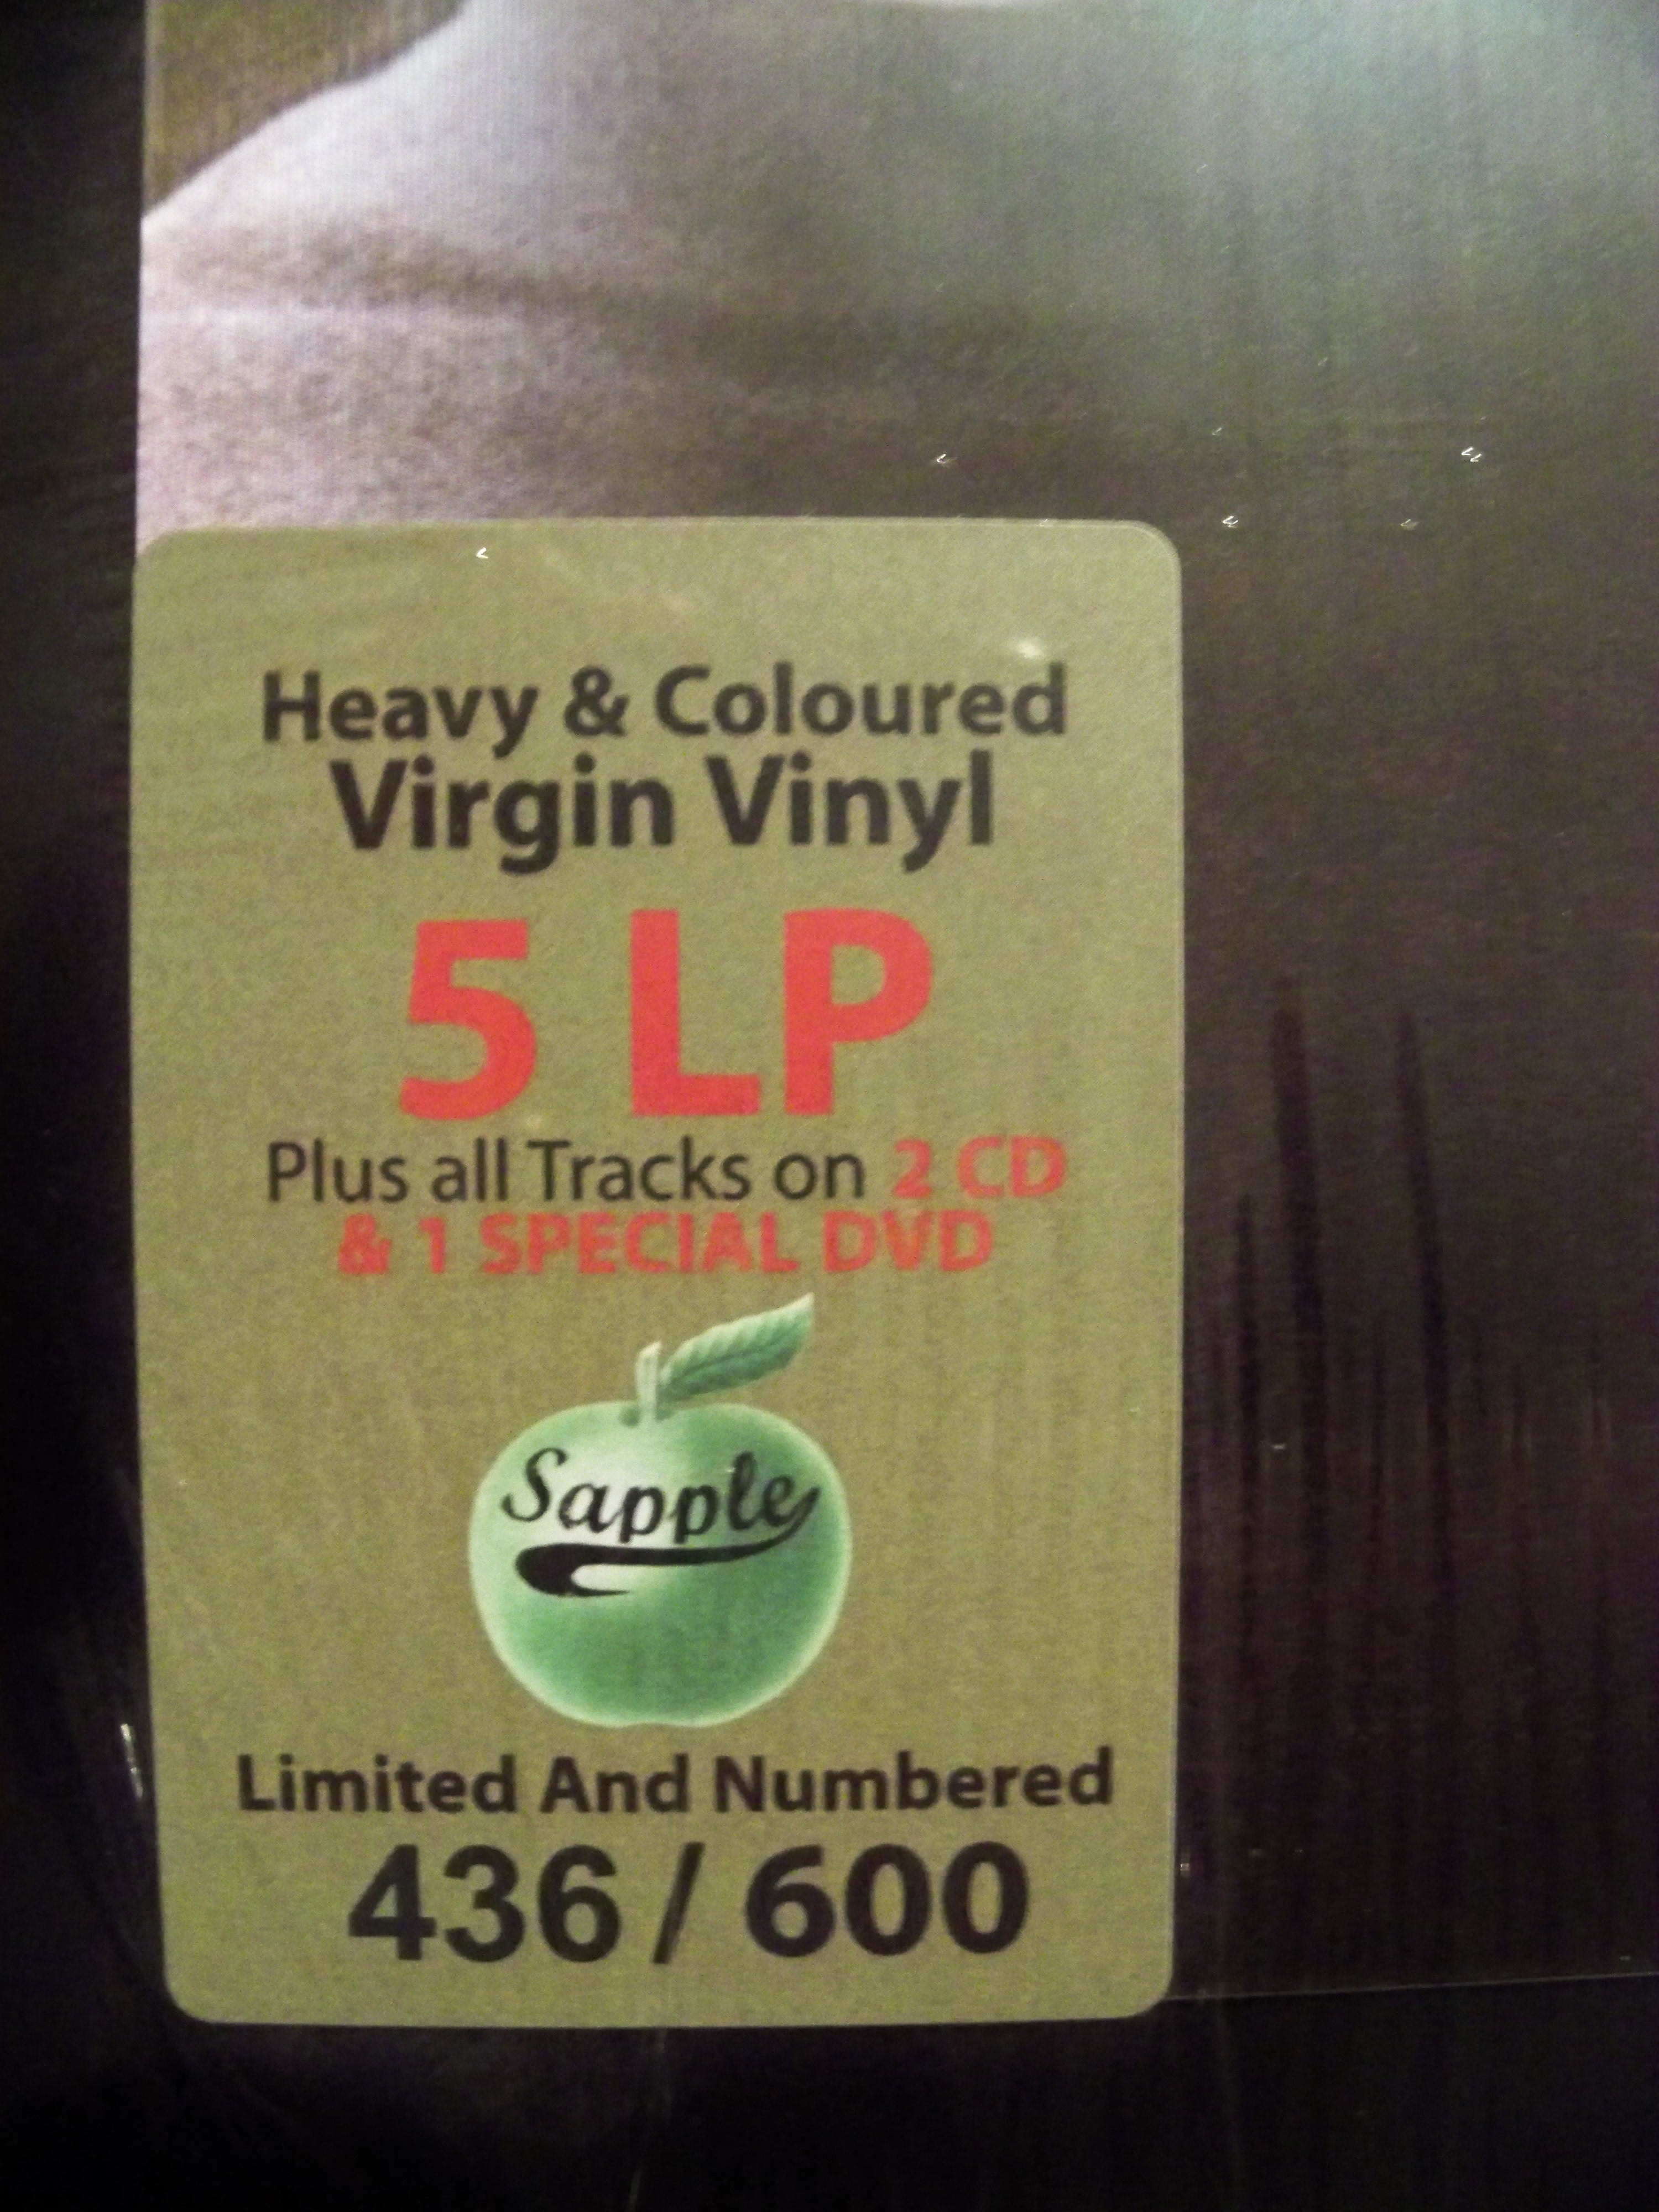 Heavy & Coloured
Virgin Vinyl
5 LP
Plus all Tracks on 2 CD
& 1 SPECIAL DVD
Sapple
Limited And Numbered
436 / 600